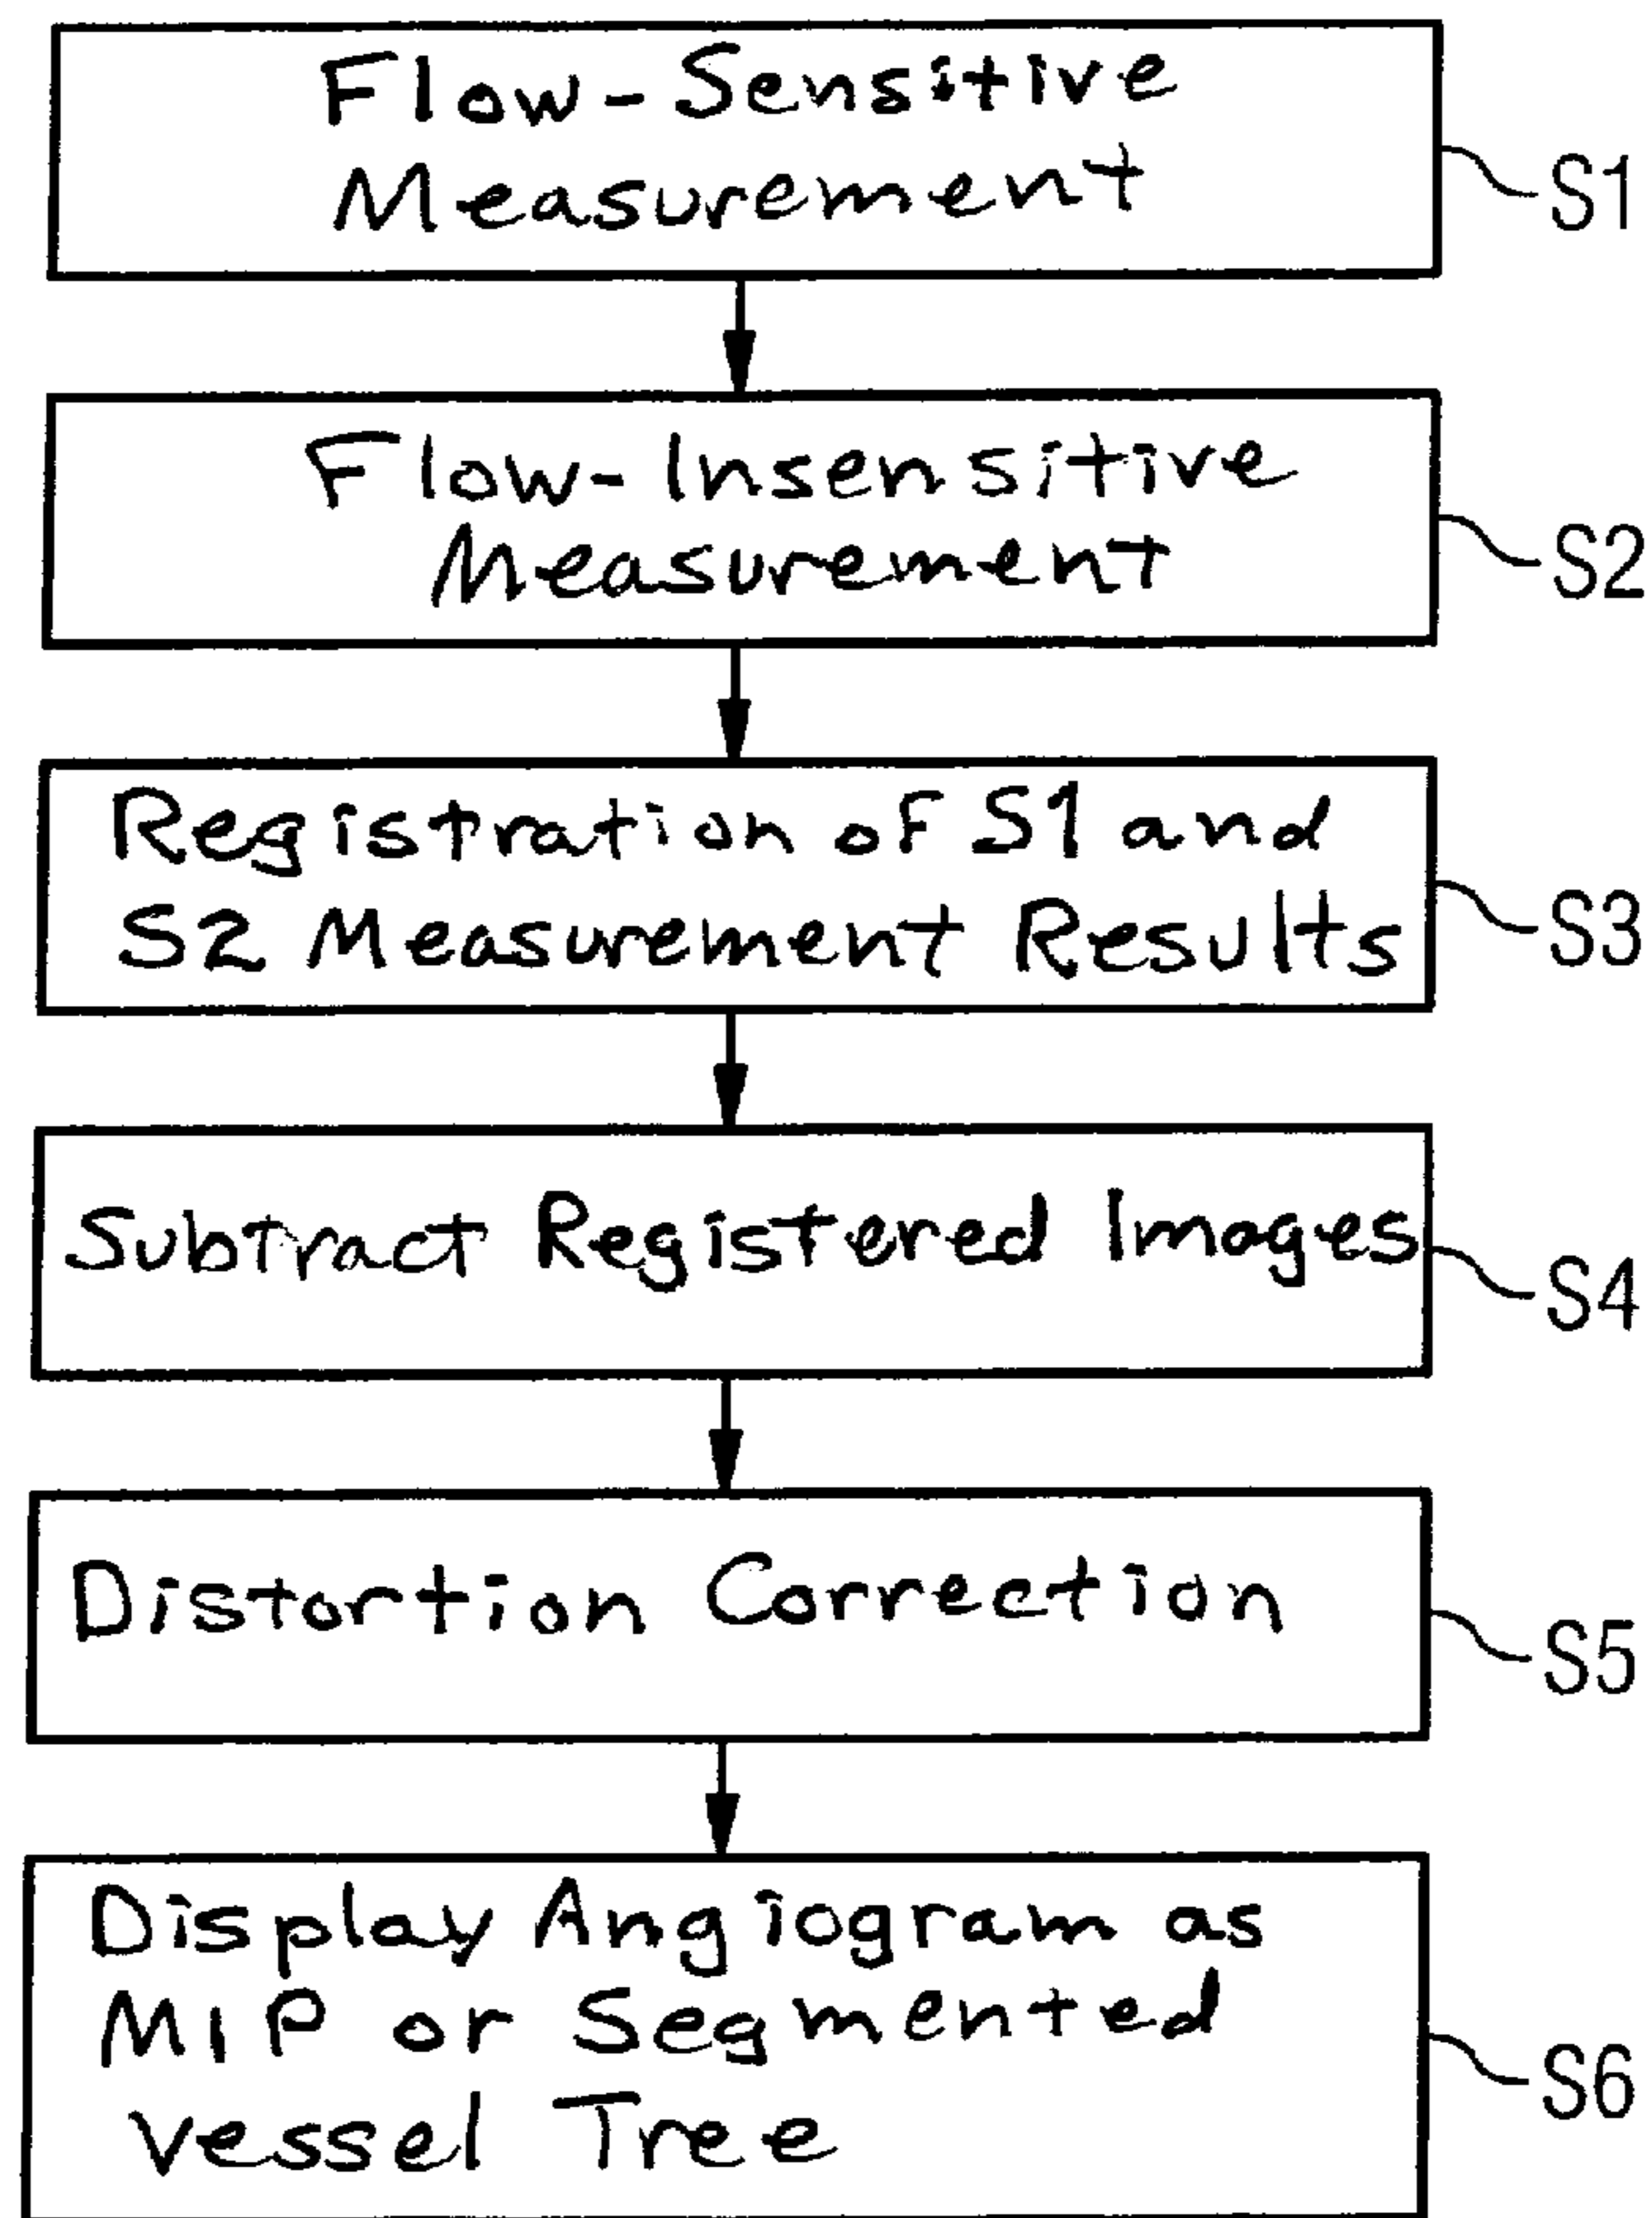 Flow-Sensitive
Measurement
S1
Flow-Insensitive
Measurement
S2
Registration of S1 and
S2 Measurement Results
S3
Subtract Registered Images
S4
Distortion Correction
S5
Display Angiogram as
MIP or Segmented
Vessel Tree
S6